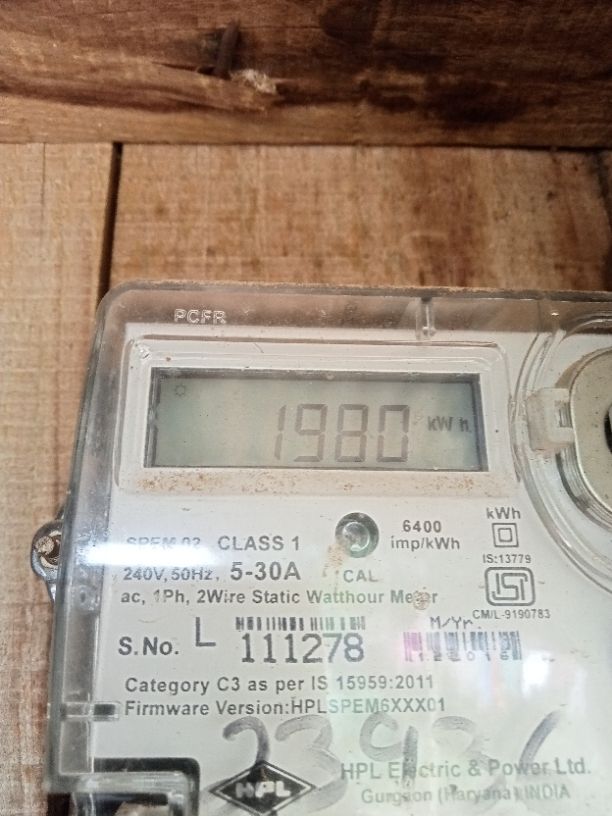 PCFR
1980 kWh
SPEM 02 CLASS 1
6400
imp/kWh
kWh
IS:13779
240V, 50Hz, 5-30A
CAL
ac, 1Ph, 2Wire Static Watthour Meter
CM/L-9190783
M/Yr.
S.No. L 111278
Category C3 as per IS 15959:2011
Firmware Version:HPLSPEM6XXX01
HPL
HPL Electric & Power Ltd.
Gurgaon (Haryana) INDIA